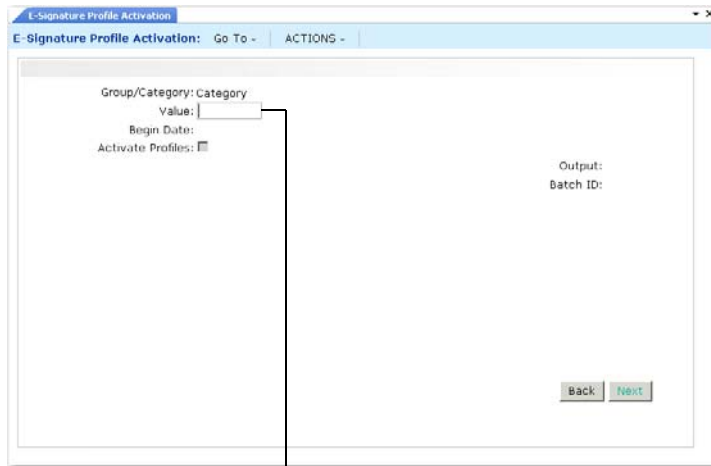 E-Signature Profile Activation
E-Signature Profile Activation: Go To ACTIONS
Group/Category: Category
Value:
Begin Date:
Activate Profiles:
Output:
Batch ID:
Back Next